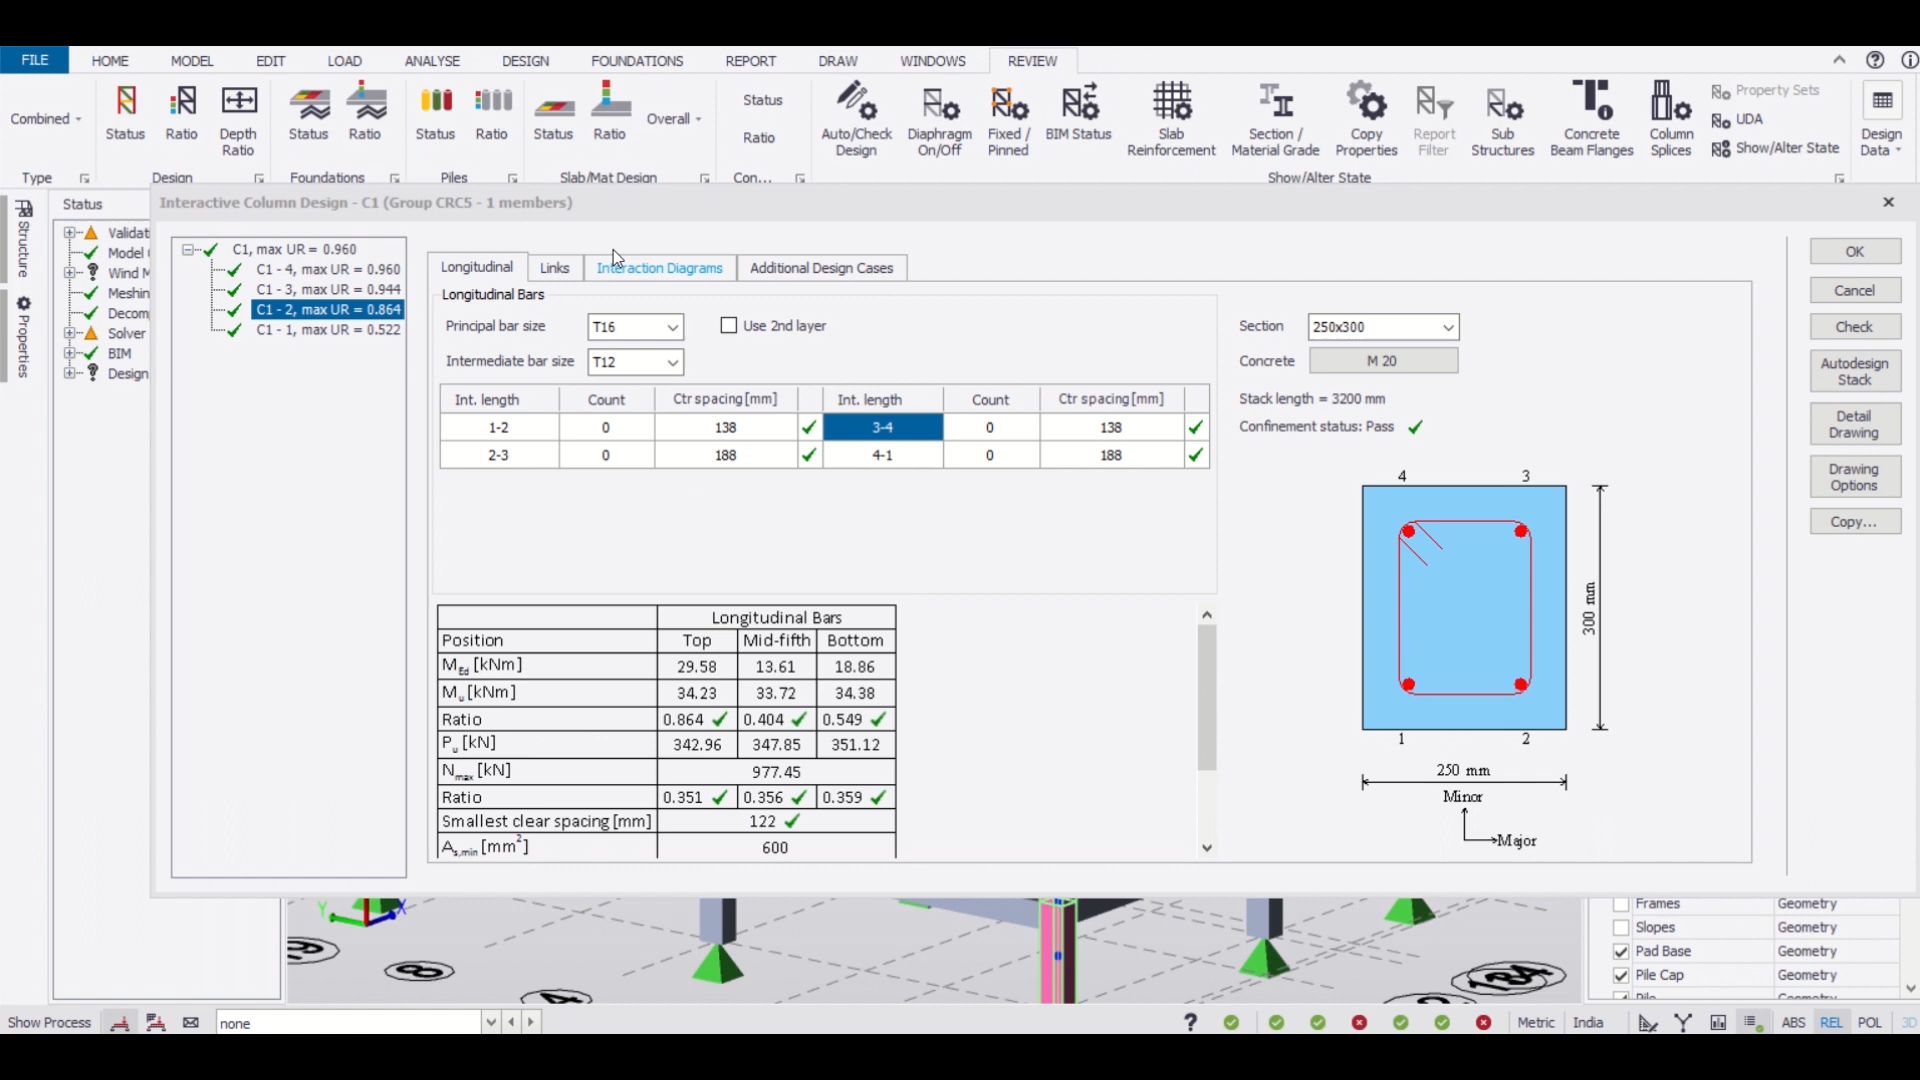 FILE HOME MODEL EDIT LOAD ANALYSE DESIGN FOUNDATIONS REPORT DRAW WINDOWS REVIEW
Combined
Status Ratio Depth Ratio
Status Ratio
Status Ratio
Status Ratio Overall
Status
Ratio
Auto/Check Design
Diaphragm On/Off
Fixed / Pinned
BIM Status
Slab Reinforcement
Section / Material Grade
Copy Properties
Report Filter
Sub Structures
Concrete Beam Flanges
Column Splices
Property Sets
UDA
Show/Alter State
Design Data
Type Design Foundations Piles Slab/Mat Design Con... Show/Alter State
Structure
Properties
Status
Validat
Model
Wind M
Meshin
Decom
Solver
BIM
Design
Interactive Column Design - C1 (Group CRC5 - 1 members)
C1, max UR = 0.960
C1 - 4, max UR = 0.960
C1 - 3, max UR = 0.944
C1 - 2, max UR = 0.864
C1 - 1, max UR = 0.522
Longitudinal Links Interaction Diagrams Additional Design Cases
Longitudinal Bars
Principal bar size T16 Use 2nd layer
Intermediate bar size T12
Int. length Count Ctr spacing[mm] Int. length Count Ctr spacing[mm]
1-2 0 138 3-4 0 138
2-3 0 188 4-1 0 188
Longitudinal Bars
Position Top Mid-fifth Bottom
MEd [kNm] 29.58 13.61 18.86
Mu [kNm] 34.23 33.72 34.38
Ratio 0.864 0.404 0.549
Pu [kN] 342.96 347.85 351.12
Nmax [kN] 977.45
Ratio 0.351 0.356 0.359
Smallest clear spacing [mm] 122
As,min [mm2] 600
Section 250x300
Concrete M 20
Stack length = 3200 mm
Confinement status: Pass
4 3
300 mm
1 2
250 mm
Minor
Major
OK
Cancel
Check
Autodesign Stack
Detail Drawing
Drawing Options
Copy...
Y X
19 8 4 18A
Frames Geometry
Slopes Geometry
Pad Base Geometry
Pile Cap Geometry
Pile Geometry
Show Process none
Metric India ABS REL POL 3D